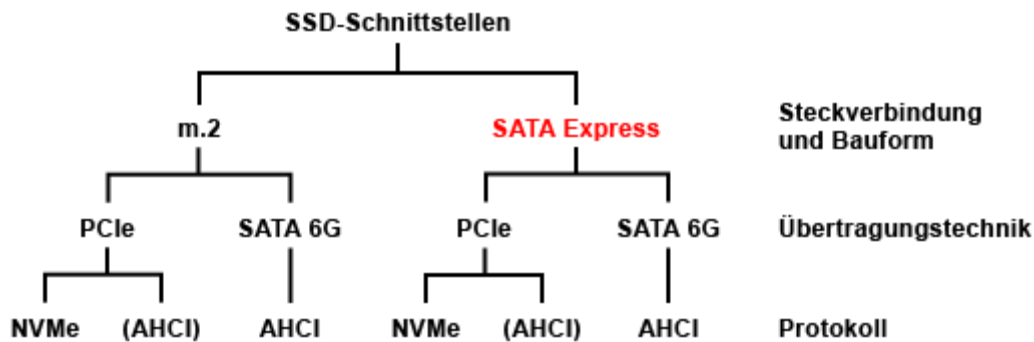 SSD-Schnittstellen
m.2
SATA Express
Steckverbindung
und Bauform
PCIe
SATA 6G
PCIe
SATA 6G
Übertragungstechnik
NVMe
(AHCI)
AHCI
NVMe
(AHCI)
AHCI
Protokoll